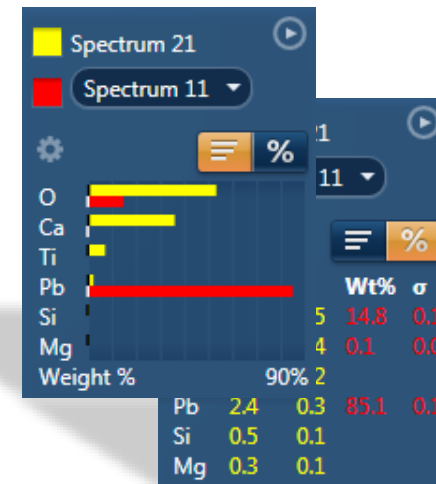 Spectrum 21
Spectrum 11
%
O
Ca
Ti
Pb
Si
Mg
Weight % 90%
11
%
Wt% σ
5 14.8
4 0.1
2
Pb 2.4 0.3 85.1
Si 0.5 0.1
Mg 0.3 0.1